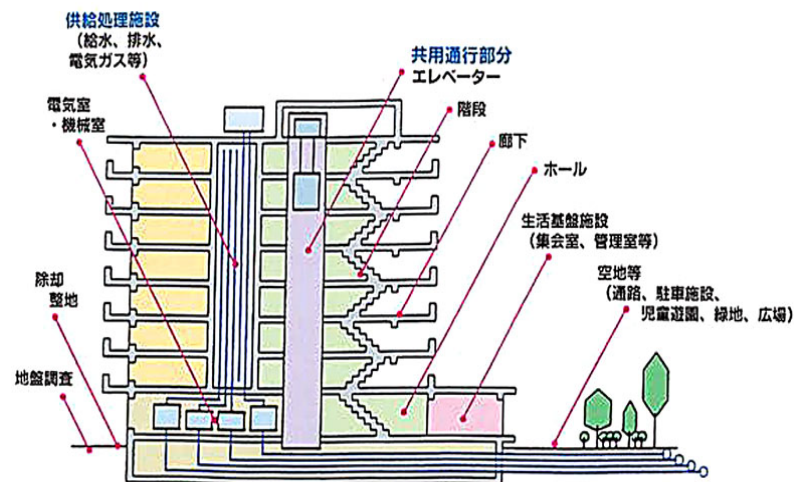 供給処理施設
（給水、排水、
電気ガス等）
共用通行部分
エレベーター
電気室
・機械室
階段
廊下
ホール
生活基盤施設
（集会室、管理室等）
空地等
（通路、駐車施設、
児童遊園、緑地、広場）
除却
整地
地盤調査